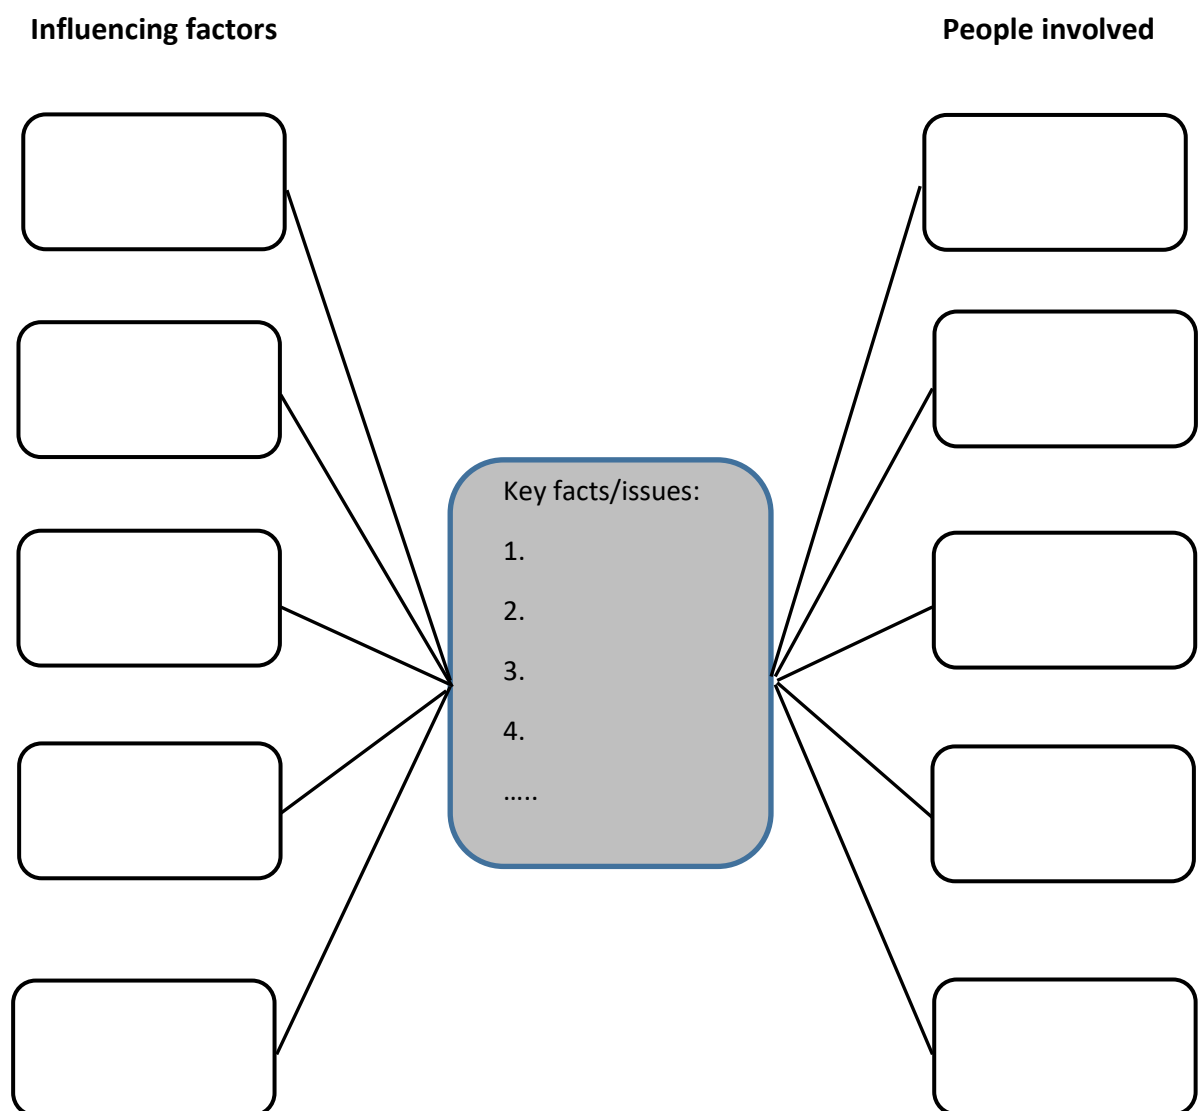 Influencing factors
People involved
Key facts/issues:
1.
2.
3.
4.
…..